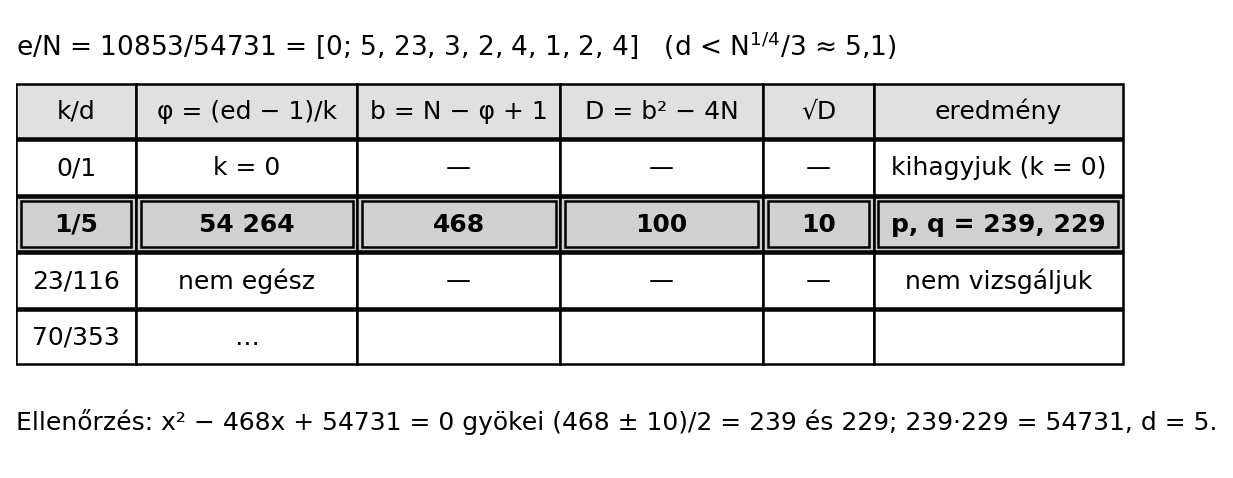 e/N = 10853/54731 = [0; 5, 23, 3, 2, 4, 1, 2, 4] (d < N^1/4/3 ≈ 5,1)
k/d φ = (ed − 1)/k b = N − φ + 1 D = b² − 4N √D eredmény
0/1 k = 0 — — — kihagyjuk (k = 0)
1/5 54 264 468 100 10 p, q = 239, 229
23/116 nem egész — — — nem vizsgáljuk
70/353 …
Ellenőrzés: x² − 468x + 54731 = 0 gyökei (468 ± 10)/2 = 239 és 229; 239·229 = 54731, d = 5.